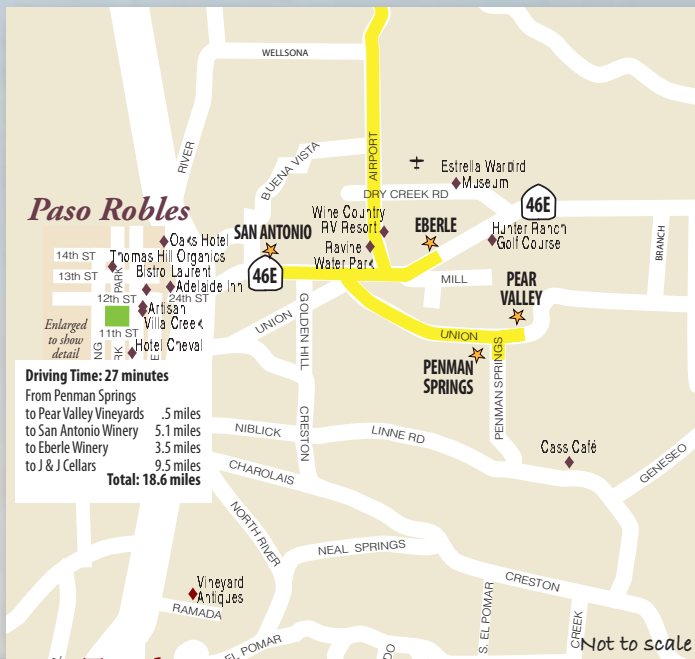 WELLSONA
RIVER
BUENA VISTA
AIRPORT
Estrella Warbird
Museum
DRY CREEK RD
46E
Paso Robles
Wine Country
RV Resort
SAN ANTONIO
EBERLE
Hunter Ranch
Golf Course
BRANCH
Oaks Hotel
14th ST
Thomas Hill Organics
Ravine
Water Park
46E
13th ST
PARK
Bistro Laurent
Adelaide Inn
MILL
PEAR
VALLEY
12th ST
24th ST
Artisan
Villa Creek
Enlarged
to show
detail
11th ST
UNION
GOLDEN HILL
UNION
Hotel Cheval
NG
RK
E
PENMAN
SPRINGS
PENMAN SPRINGS
Driving Time: 27 minutes
From Penman Springs
to Pear Valley Vineyards .5 miles
to San Antonio Winery 5.1 miles
to Eberle Winery 3.5 miles
to J & J Cellars 9.5 miles
Total: 18.6 miles
NIBLICK
CRESTON
LINNE RD
Cass Café
GENESEO
CHAROLAIS
NORTH RIVER
NEAL SPRINGS
CRESTON
Vineyard
Antiques
RAMADA
S. EL POMAR
CREEK
Not to scale
EL POMAR
DO